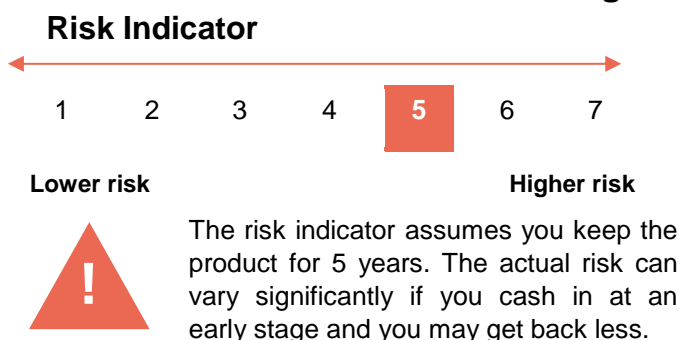 Risk Indicator
1 2 3 4 5 6 7
Lower risk Higher risk
!
The risk indicator assumes you keep the
product for 5 years. The actual risk can
vary significantly if you cash in at an
early stage and you may get back less.